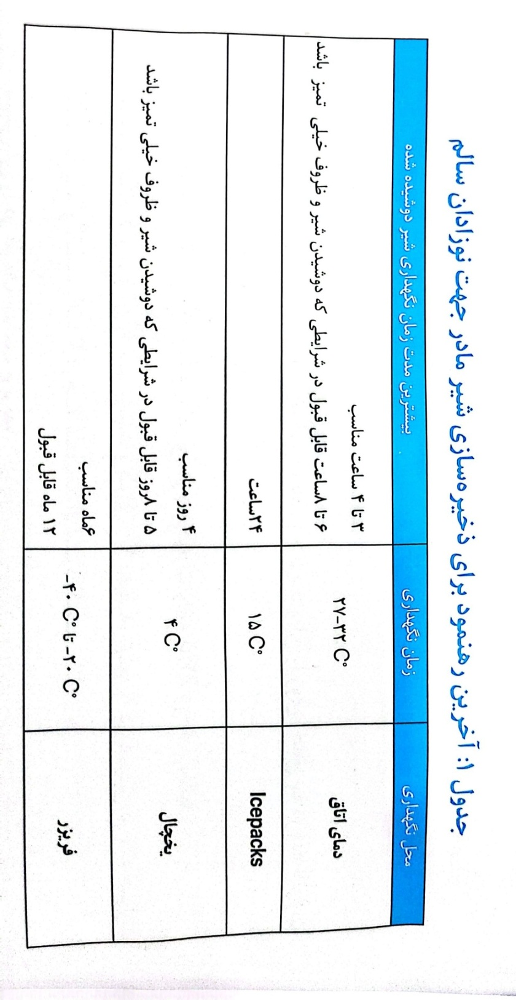 جدول ۱: آخرین رهنمود برای ذخیره‌سازی شیر مادر جهت نوزادان سالم
محل نگهداری
زمان نگهداری
بیشترین مدت زمان نگهداری شیر دوشیده شده
دمای اتاق
۲۷-۳۲ C°
۳ تا ۴ ساعت مناسب
۶ تا ۸ساعت قابل قبول در شرایطی که دوشیدن شیر و ظروف خیلی تمیز باشد
Icepacks
۱۵ C°
۲۴ساعت
یخچال
۴ C°
۴ روز مناسب
۵ تا ۸روز قابل قبول در شرایطی که دوشیدن شیر و ظروف خیلی تمیز باشد
فریزر
-۴۰ C° تا -۲۰ C°
۶ماه مناسب
۱۲ ماه قابل قبول